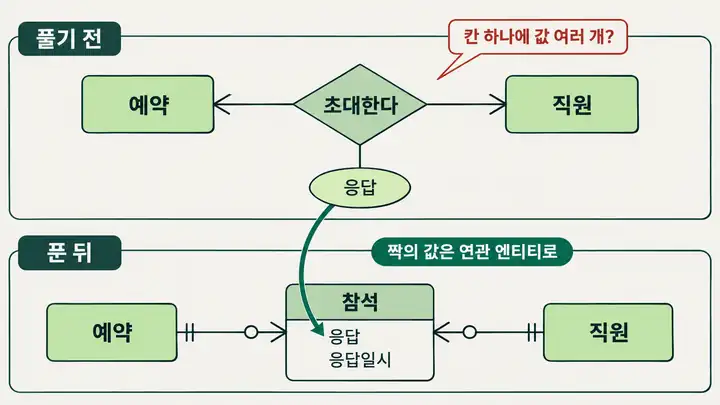 풀기 전
칸 하나에 값 여러 개?
예약
초대한다
직원
응답
푼 뒤
짝의 값은 연관 엔티티로
예약
참석
응답
응답일시
직원